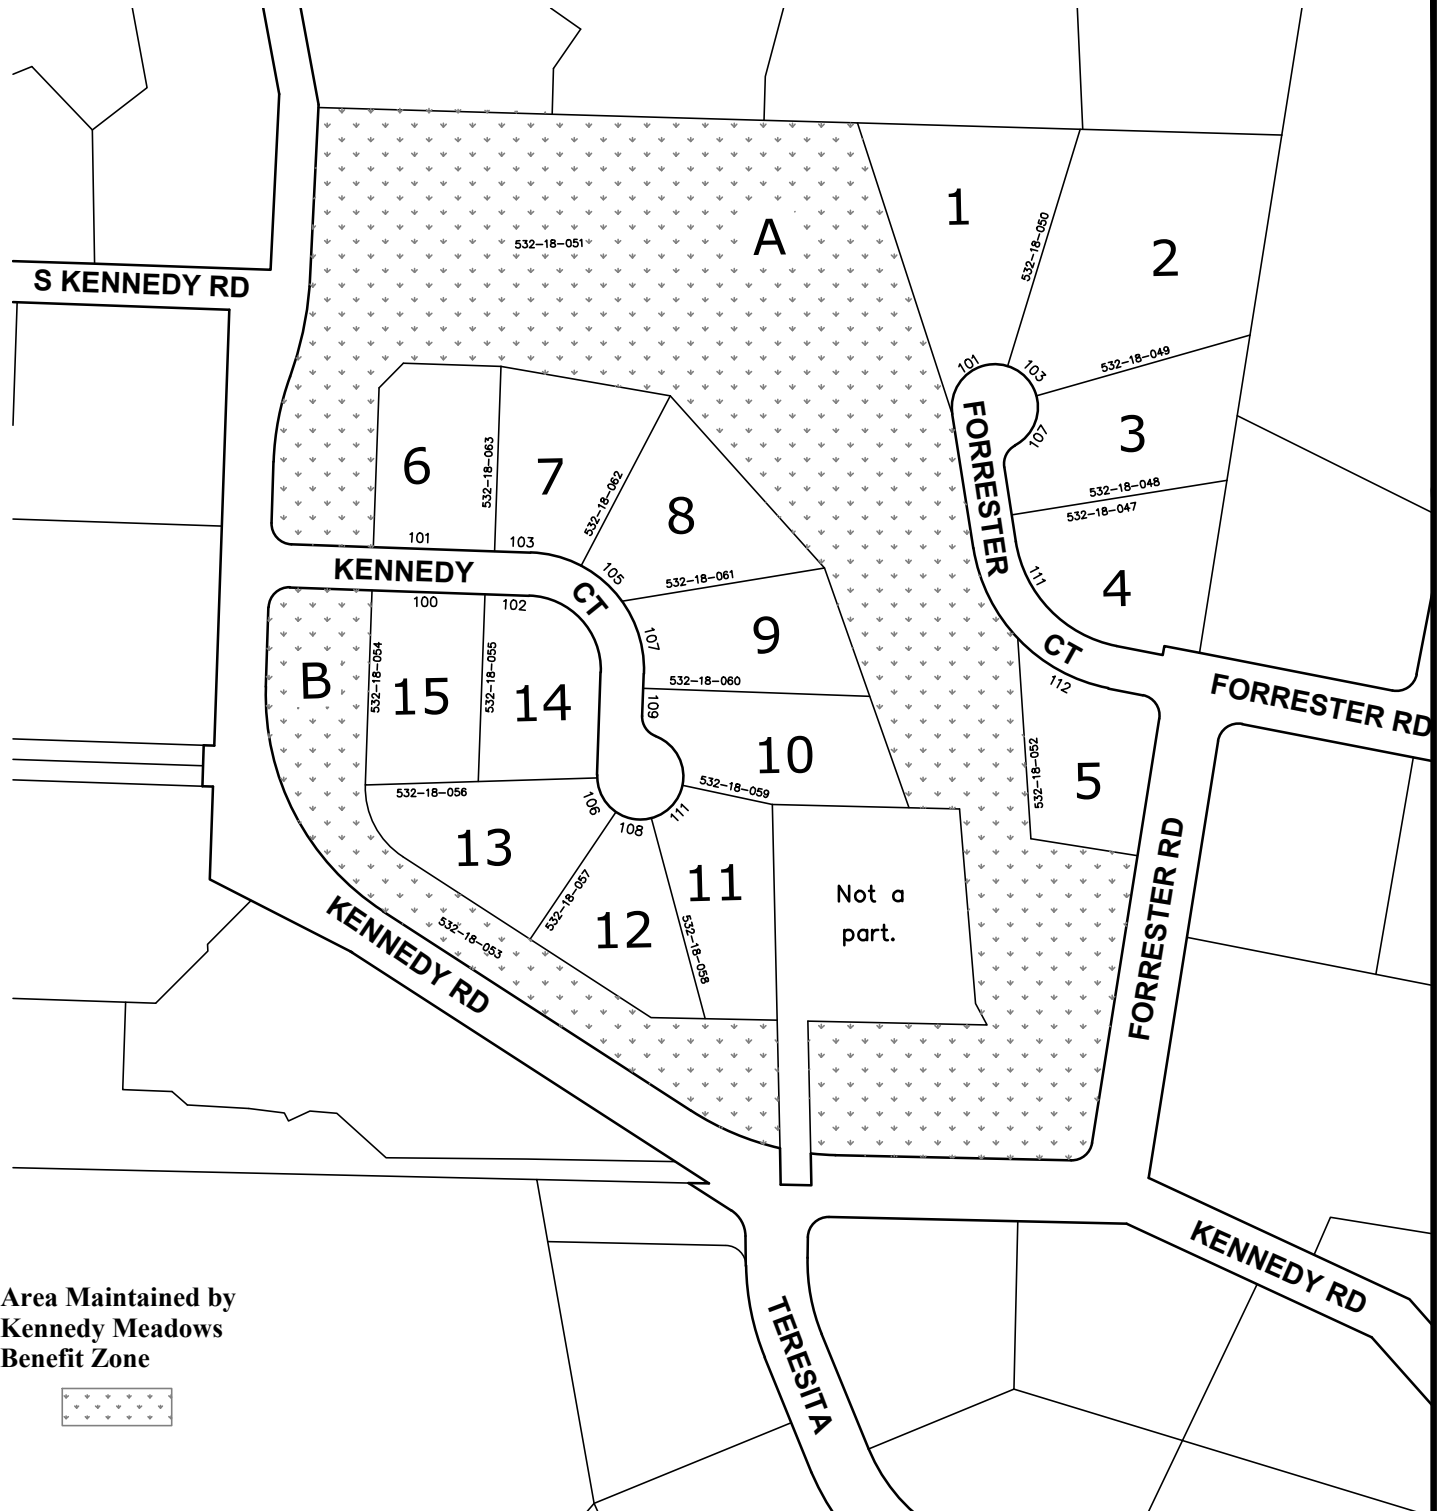 1
A
532-18-050
532-18-051
2
S KENNEDY RD
532-18-049
101
103
FORRESTER
107
3
6
532-18-063
7
532-18-062
8
532-18-048
532-18-047
101
103
KENNEDY
105
532-18-061
111
4
CT
100
102
107
9
CT
112
B
532-18-054
15
532-18-055
14
532-18-060
109
FORRESTER RD
10
532-18-052
5
532-18-056
532-18-059
106
108
111
13
FORRESTER RD
532-18-057
11
Not a
part.
KENNEDY RD
532-18-053
12
532-18-058
KENNEDY RD
Area Maintained by
Kennedy Meadows
Benefit Zone
TERESITA